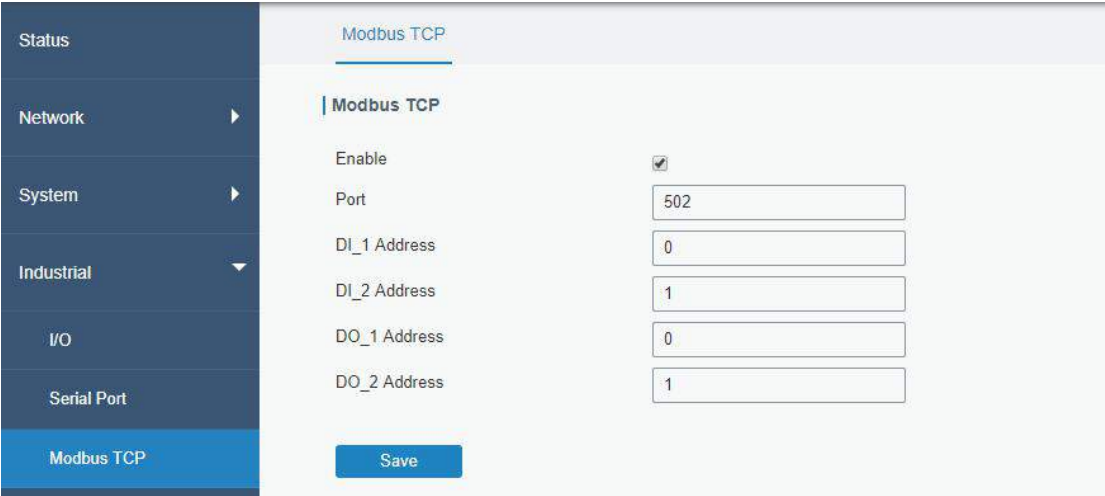 Status
Network
System
Industrial
I/O
Serial Port
Modbus TCP
Modbus TCP
Modbus TCP
Enable
Port 502
DI_1 Address 0
DI_2 Address 1
DO_1 Address 0
DO_2 Address 1
Save